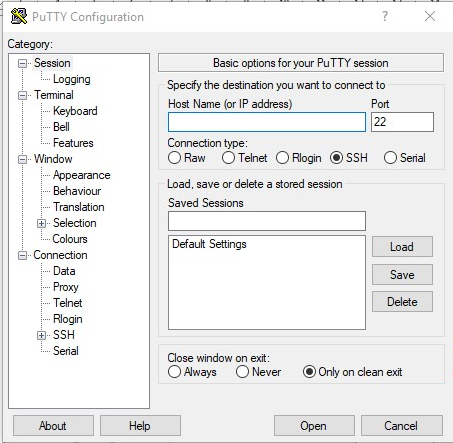 PuTTY Configuration
Category:
Session
Logging
Terminal
Keyboard
Bell
Features
Window
Appearance
Behaviour
Translation
Selection
Colours
Connection
Data
Proxy
Telnet
Rlogin
SSH
Serial
Basic options for your PuTTY session
Specify the destination you want to connect to
Host Name (or IP address) Port
22
Connection type:
Raw Telnet Rlogin SSH Serial
Load, save or delete a stored session
Saved Sessions
Default Settings
Load
Save
Delete
Close window on exit:
Always Never Only on clean exit
About Help Open Cancel